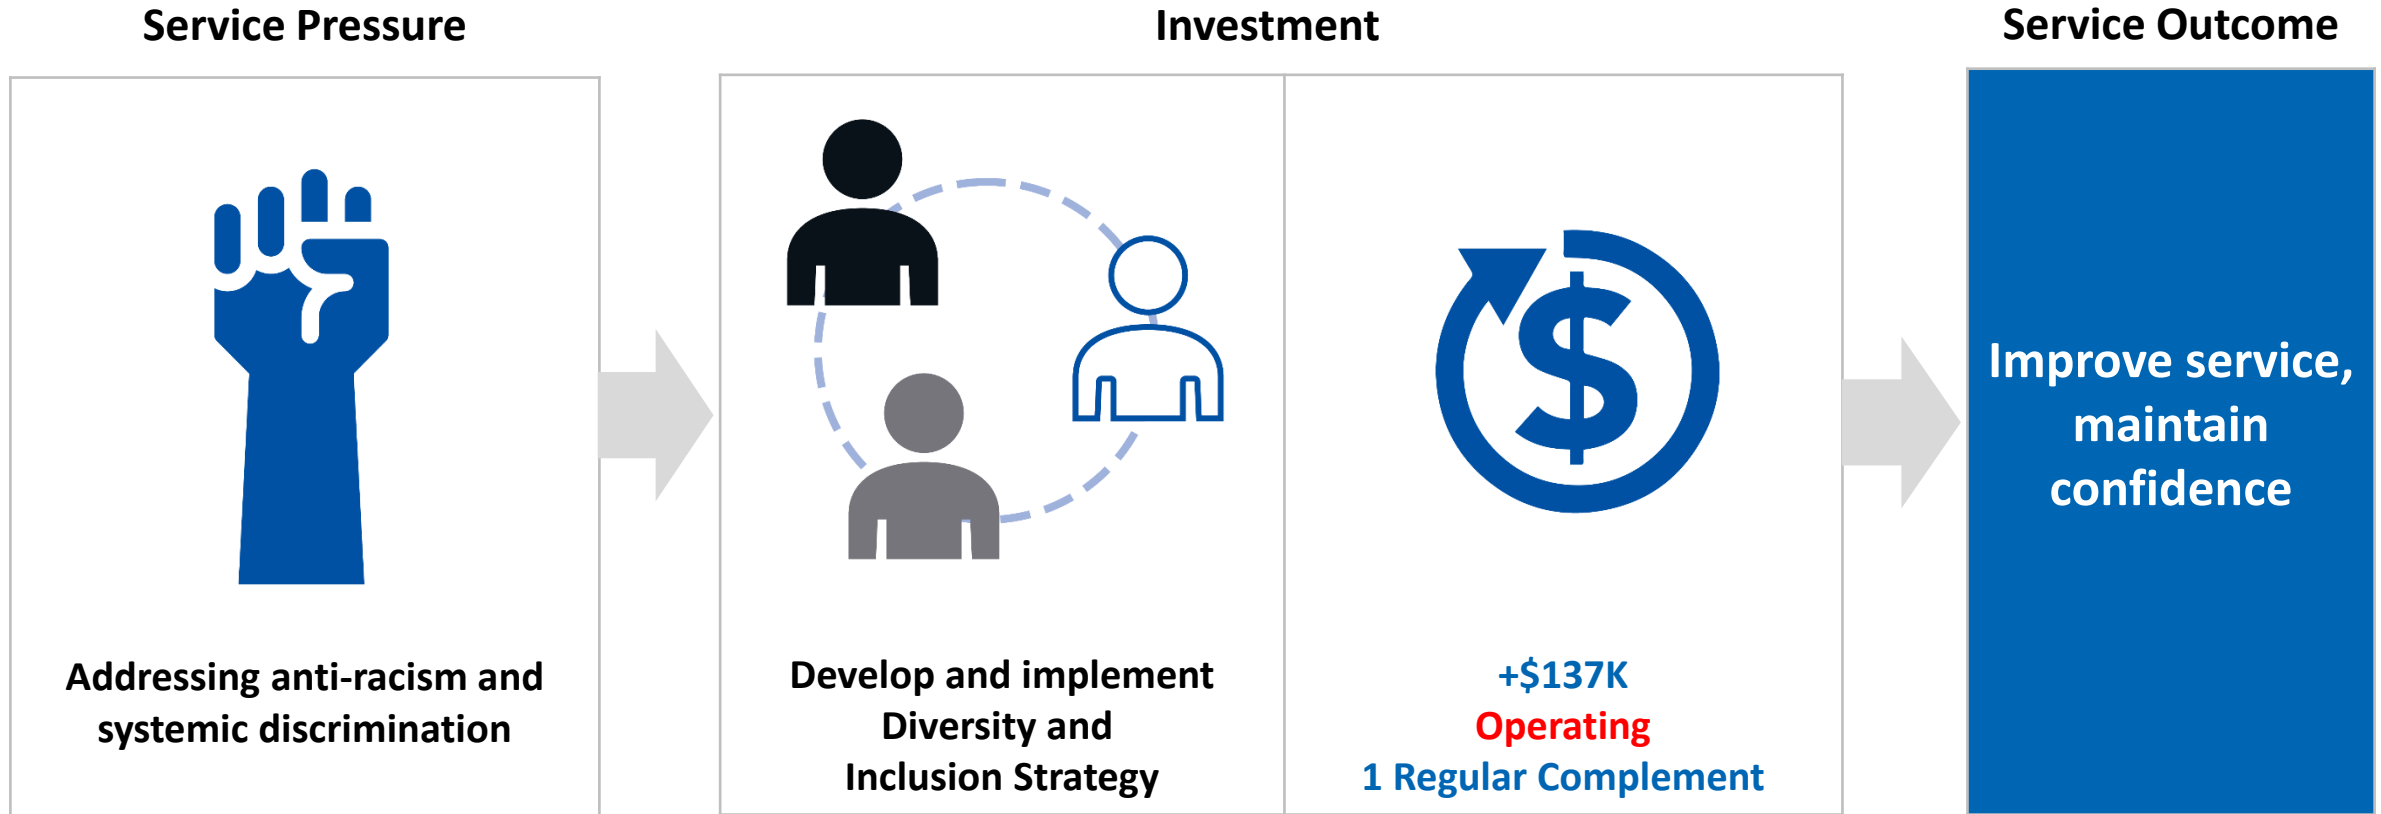 Service Pressure
Investment
Service Outcome
Addressing anti-racism and
systemic discrimination
Develop and implement
Diversity and
Inclusion Strategy
$
+$137K
Operating
1 Regular Complement
Improve service,
maintain
confidence